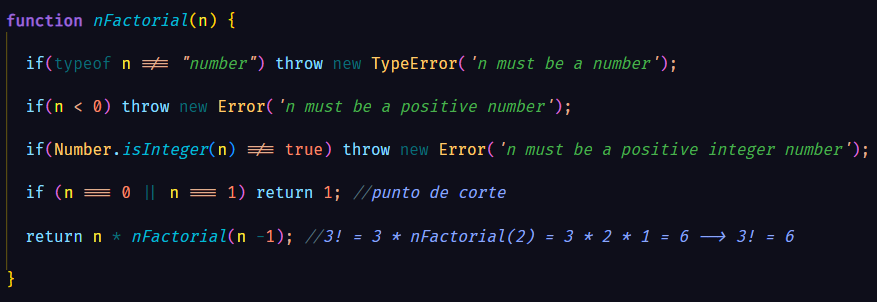 function nFactorial(n) {
if(typeof n !== "number") throw new TypeError('n must be a number');
if(n < 0) throw new Error('n must be a positive number');
if(Number.isInteger(n) !== true) throw new Error('n must be a positive integer number');
if (n === 0 || n === 1) return 1; //punto de corte
return n * nFactorial(n -1); //3! = 3 * nFactorial(2) = 3 * 2 * 1 = 6 --> 3! = 6
}